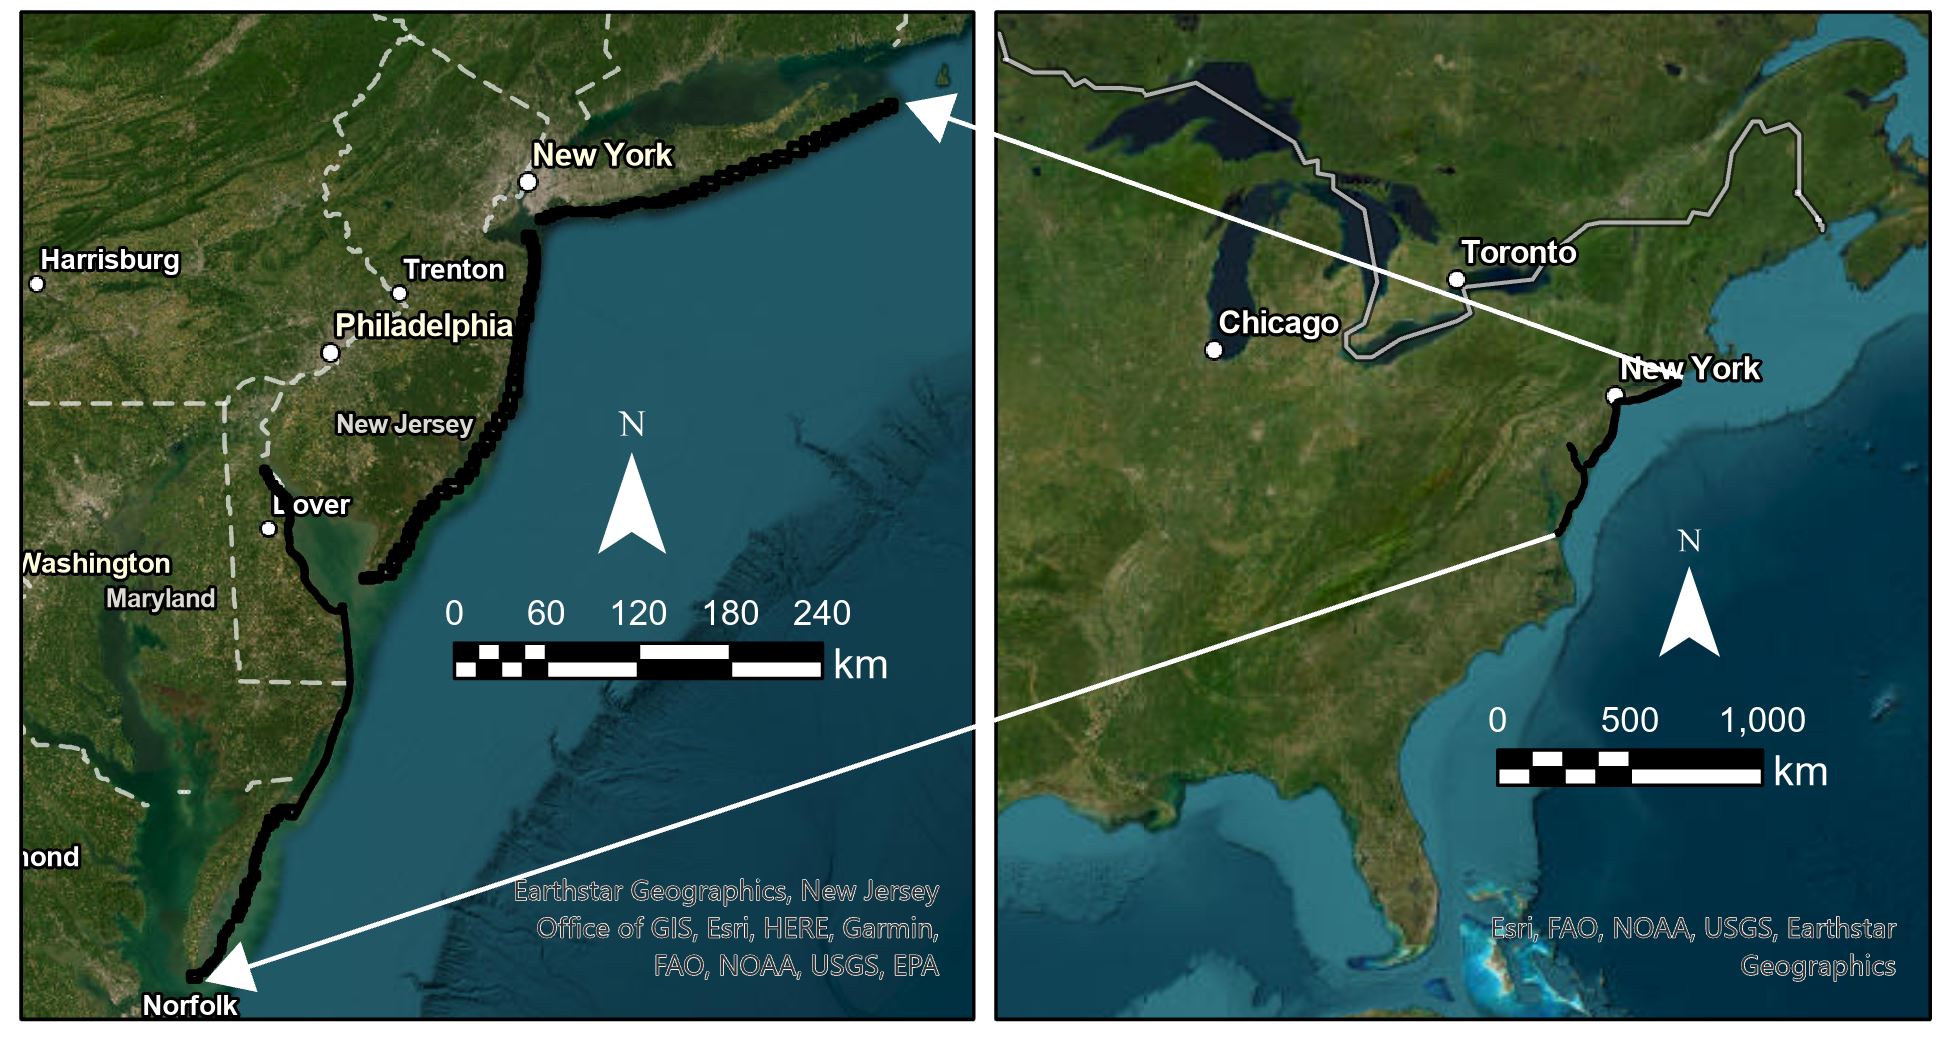 New York
Harrisburg
Trenton
Philadelphia
New Jersey
Dover
Washington
Maryland
N
0 60 120 180 240
km
mond
Earthstar Geographics, New Jersey
Office of GIS, Esri, HERE, Garmin,
FAO, NOAA, USGS, EPA
Norfolk
Toronto
Chicago
New York
N
0 500 1,000
km
Esri, FAO, NOAA, USGS, Earthstar
Geographics